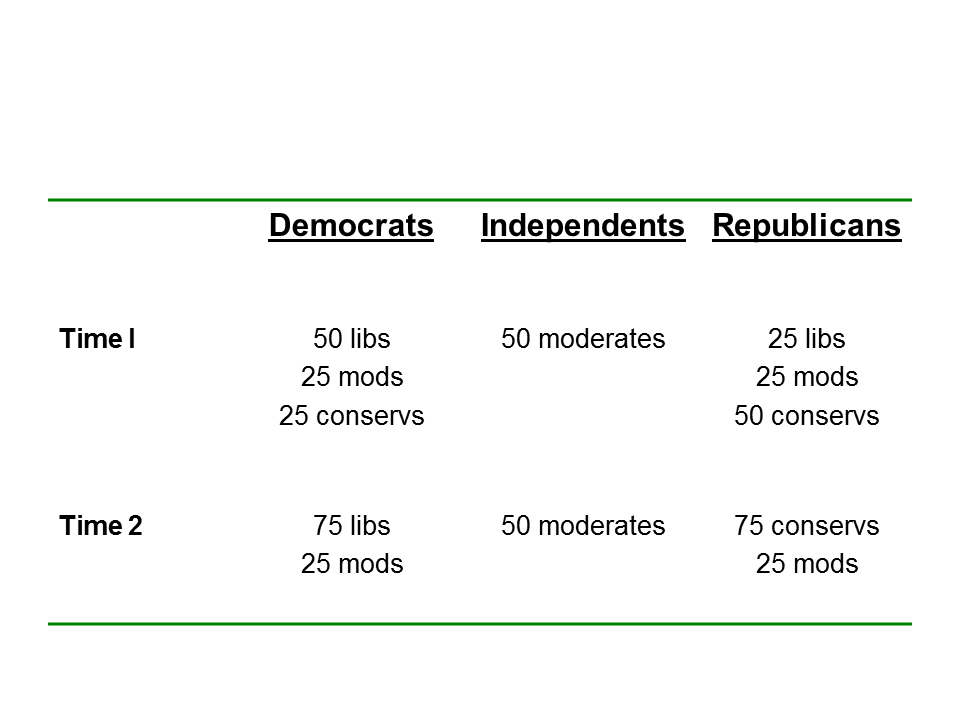 Democrats Independents Republicans
Time I 50 libs 50 moderates 25 libs
25 mods 25 mods
25 conservs 50 conservs
Time 2 75 libs 50 moderates 75 conservs
25 mods 25 mods